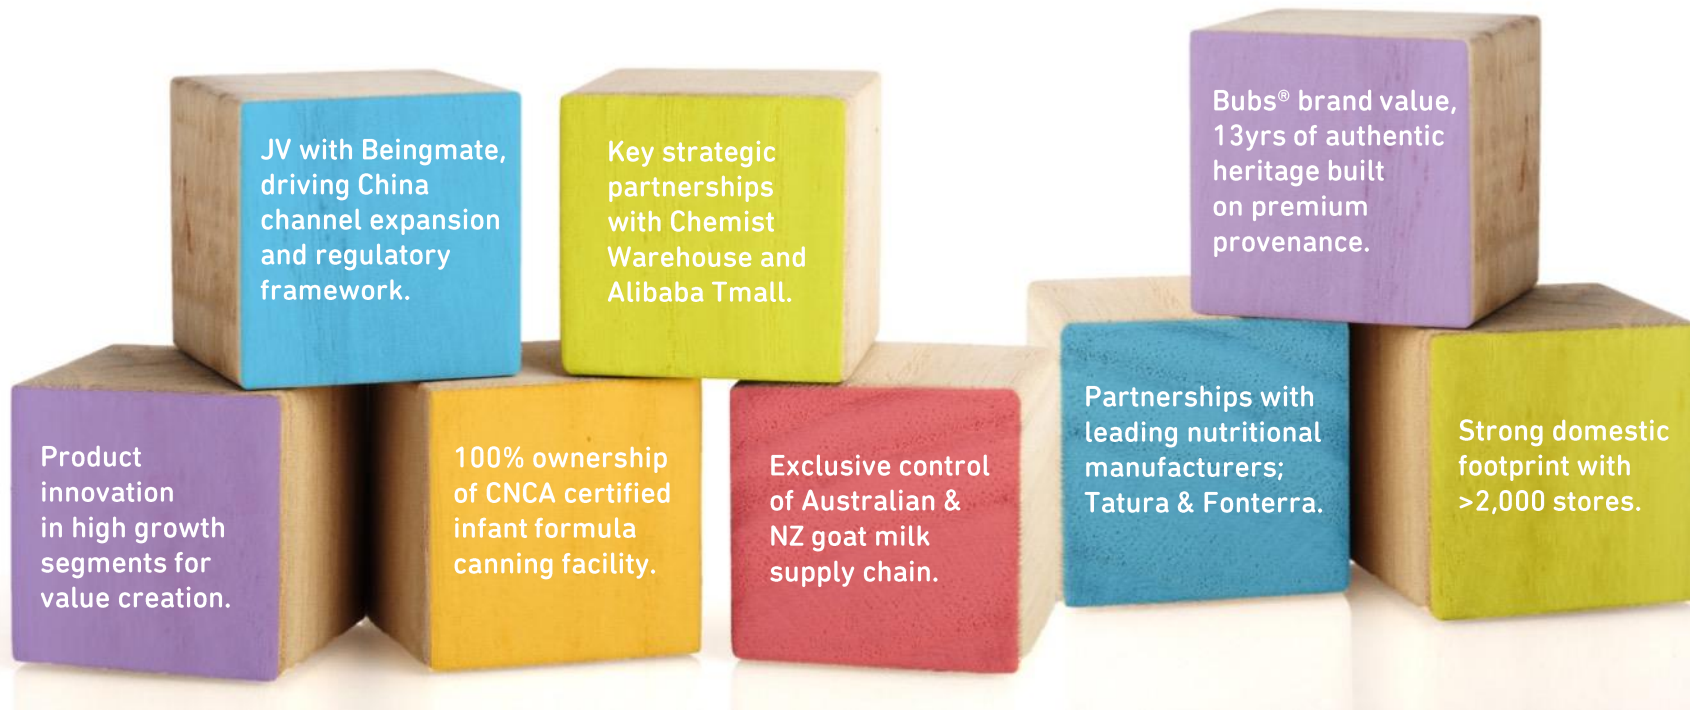 JV with Beingmate,
driving China
channel expansion
and regulatory
framework.
Key strategic
partnerships
with Chemist
Warehouse and
Alibaba Tmall.
Bubs® brand value,
13yrs of authentic
heritage built
on premium
provenance.
Product
innovation
in high growth
segments for
value creation.
100% ownership
of CNCA certified
infant formula
canning facility.
Exclusive control
of Australian &
NZ goat milk
supply chain.
Partnerships with
leading nutritional
manufacturers;
Tatura & Fonterra.
Strong domestic
footprint with
>2,000 stores.